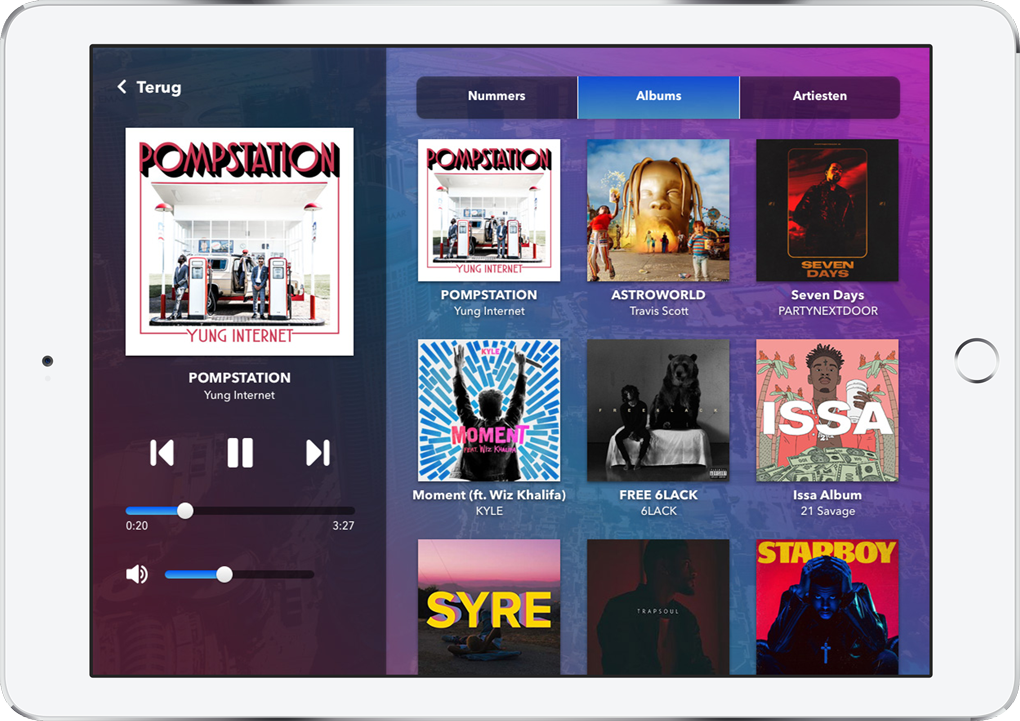 Terug
POMPSTATION
YUNG INTERNET
POMPSTATION
Yung Internet
0:20
3:27
Nummers
Albums
Artiesten
POMPSTATION
YUNG INTERNET
POMPSTATION
Yung Internet
ASTROWORLD
Travis Scott
SEVEN
DAYS
Seven Days
PARTYNEXTDOOR
KYLE
MOMENT
FEAT. WIZ KHALIFA
Moment (ft. Wiz Khalifa)
KYLE
FREE 6LACK
FREE 6LACK
6LACK
ISSA
Issa Album
21 Savage
SYRE
TRAPSOUL
STARBOY